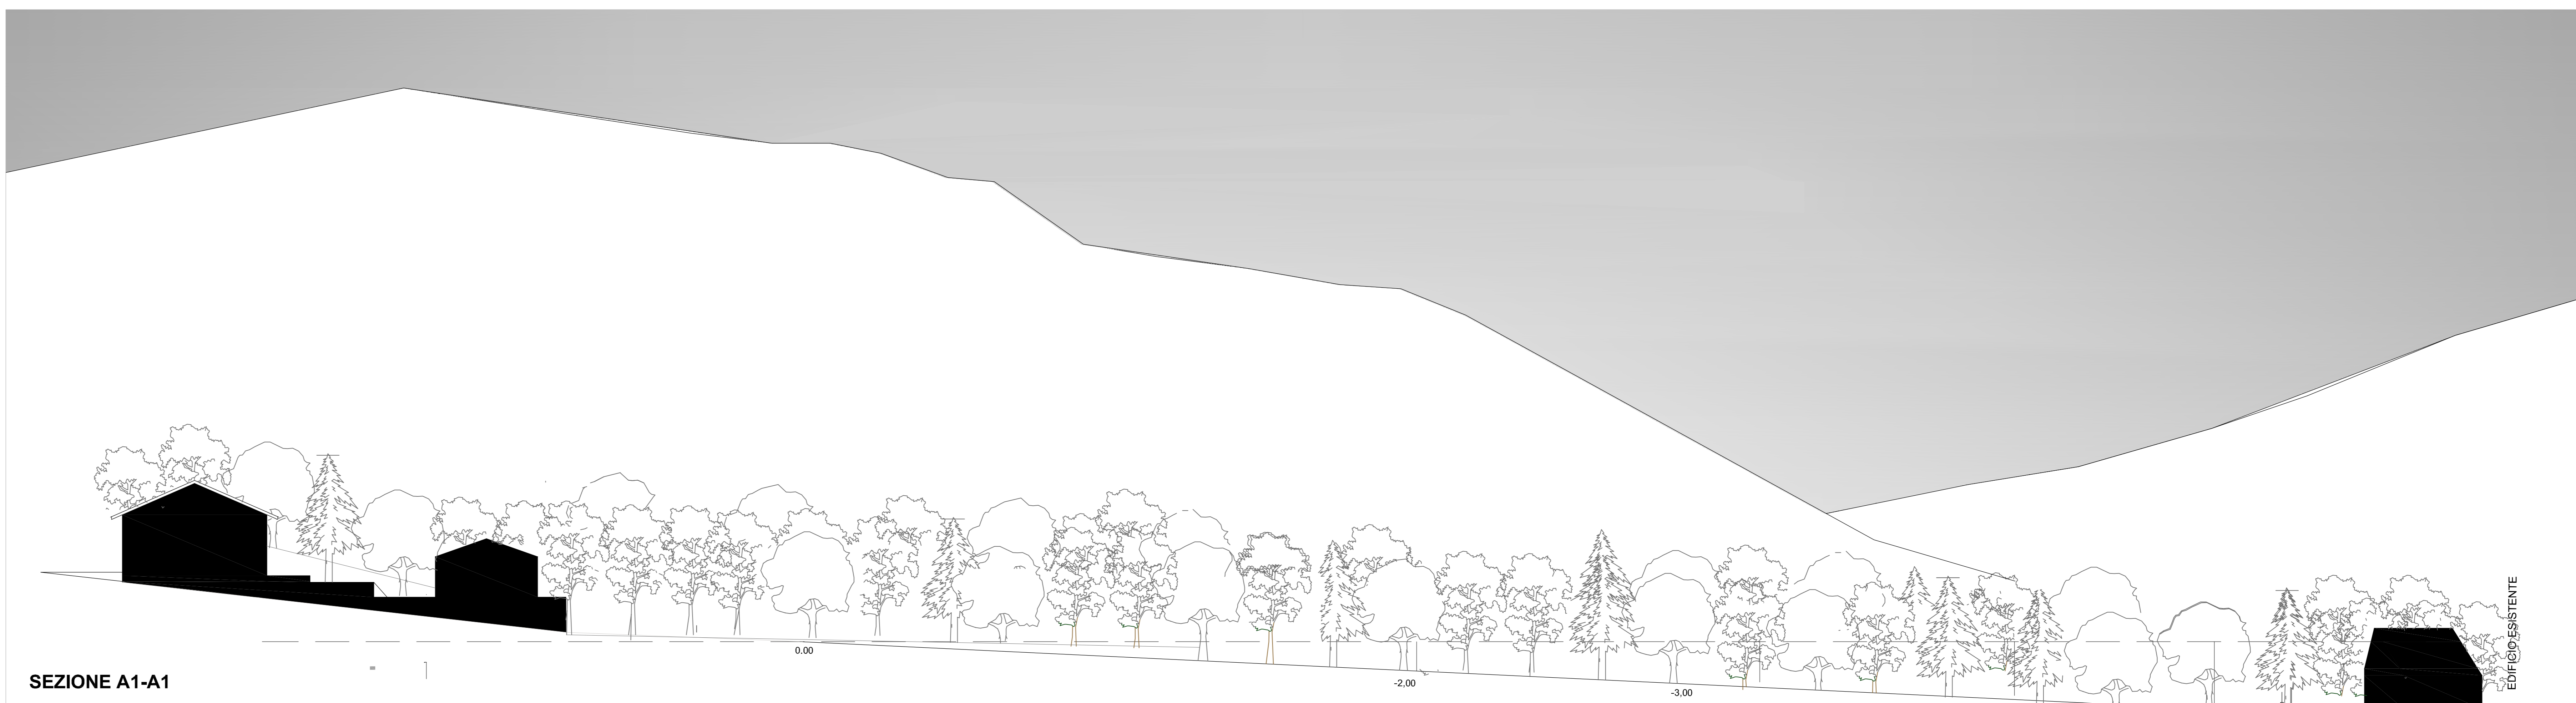 EDIFICIO ESISTENTE
0.00
SEZIONE A1-A1
-2,00
-3,00